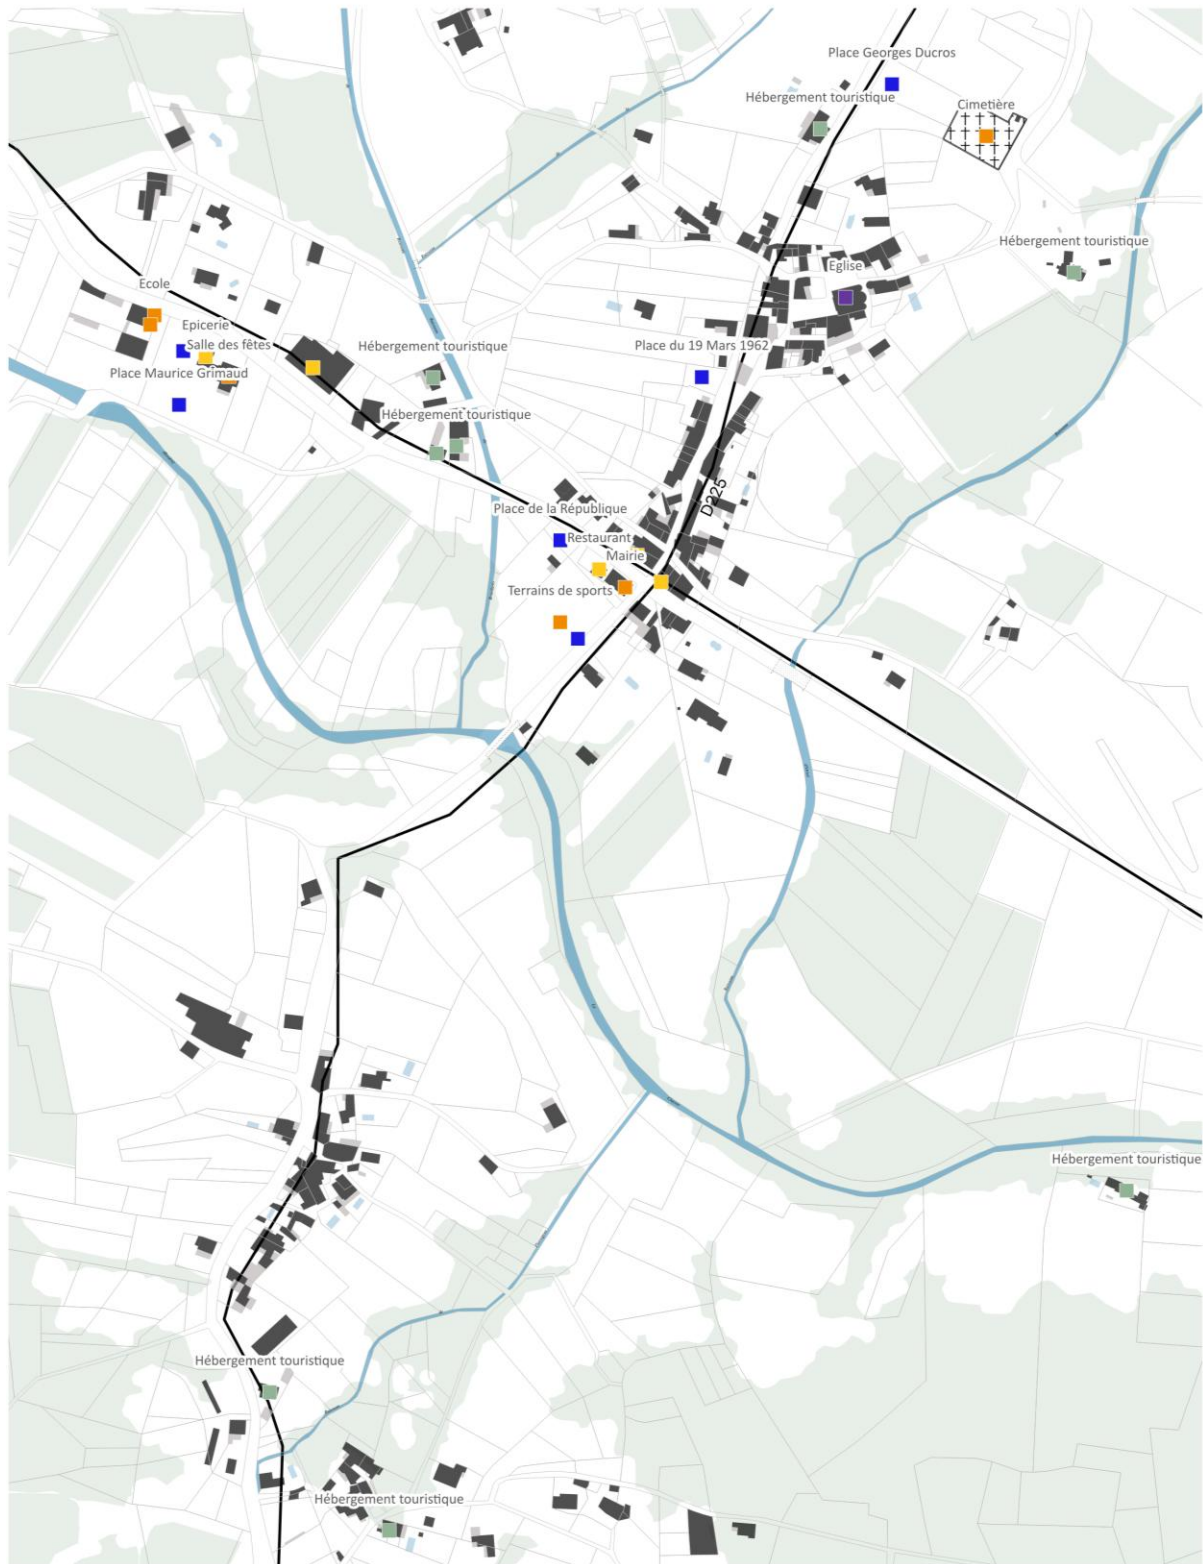 Place Georges Ducros
Hébergement touristique
Cimetière
Hébergement touristique
Eglise
Ecole
Epicerie
Salle des fêtes
Place Maurice Grimaud
Hébergement touristique
Place du 19 Mars 1962
Hébergement touristique
D225
Place de la République
Restaurant
Mairie
Terrains de sports
Hébergement touristique
Hébergement touristique
Hébergement touristique